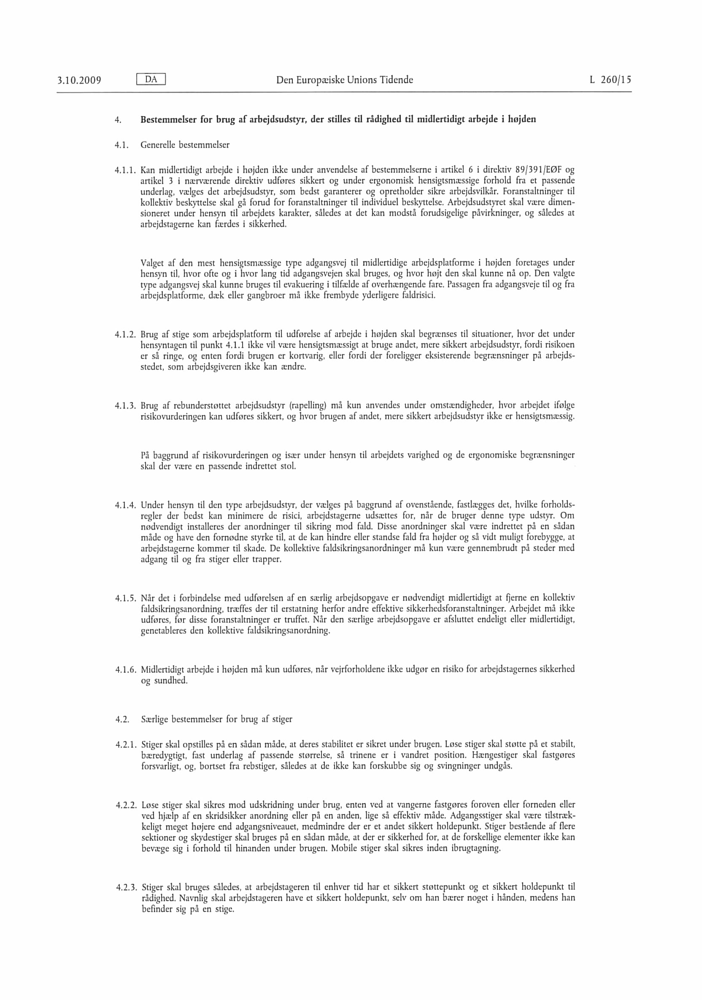 3.10.2009 DA Den Europæiske Unions Tidende L 260/15
4. Bestemmelser for brug af arbejdsudstyr, der stilles til rådighed til midlertidigt arbejde i højden
4.1. Generelle bestemmelser
4.1.1. Kan midlertidigt arbejde i højden ikke under anvendelse af bestemmelserne i artikel 6 i direktiv 89/391/EØF og
artikel 3 i nærværende direktiv udføres sikkert og under ergonomisk hensigtsmæssige forhold fra et passende
underlag, vælges det arbejdsudstyr, som bedst garanterer og opretholder sikre arbejdsvilkår. Foranstaltninger til
kollektiv beskyttelse skal gå forud for foranstaltninger til individuel beskyttelse. Arbejdsudstyret skal være dimen-
sioneret under hensyn til arbejdets karakter, således at det kan modstå forudsigelige påvirkninger, og således at
arbejdstagerne kan færdes i sikkerhed.
Valget af den mest hensigtsmæssige type adgangsvej til midlertidige arbejdsplatforme i højden foretages under
hensyn til, hvor ofte og i hvor lang tid adgangsvejen skal bruges, og hvor højt den skal kunne nå op. Den valgte
type adgangsvej skal kunne bruges til evakuering i tilfælde af overhængende fare. Passagen fra adgangsveje til og fra
arbejdsplatforme, dæk eller gangbroer må ikke frembyde yderligere faldrisici.
4.1.2. Brug af stige som arbejdsplatform til udførelse af arbejde i højden skal begrænses til situationer, hvor det under
hensyntagen til punkt 4.1.1 ikke vil være hensigtsmæssigt at bruge andet, mere sikkert arbejdsudstyr, fordi risikoen
er så ringe, og enten fordi brugen er kortvarig, eller fordi der foreligger eksisterende begrænsninger på arbejds-
stedet, som arbejdsgiveren ikke kan ændre.
4.1.3. Brug af rebunderstøttet arbejdsudstyr (rapelling) må kun anvendes under omstændigheder, hvor arbejdet ifølge
risikovurderingen kan udføres sikkert, og hvor brugen af andet, mere sikkert arbejdsudstyr ikke er hensigtsmæssig.
På baggrund af risikovurderingen og især under hensyn til arbejdets varighed og de ergonomiske begrænsninger
skal der være en passende indrettet stol.
4.1.4. Under hensyn til den type arbejdsudstyr, der vælges på baggrund af ovenstående, fastlægges det, hvilke forholds-
regler der bedst kan minimere de risici, arbejdstagerne udsættes for, når de bruger denne type udstyr. Om
nødvendigt installeres der anordninger til sikring mod fald. Disse anordninger skal være indrettet på en sådan
måde og have den fornødne styrke til, at de kan hindre eller standse fald fra højder og så vidt muligt forebygge, at
arbejdstagerne kommer til skade. De kollektive faldsikringsanordninger må kun være gennembrudt på steder med
adgang til og fra stiger eller trapper.
4.1.5. Når det i forbindelse med udførelsen af en særlig arbejdsopgave er nødvendigt midlertidigt at fjerne en kollektiv
faldsikringsanordning, træffes der til erstatning herfor andre effektive sikkerhedsforanstaltninger. Arbejdet må ikke
udføres, før disse foranstaltninger er truffet. Når den særlige arbejdsopgave er afsluttet endeligt eller midlertidigt,
genetableres den kollektive faldsikringsanordning.
4.1.6. Midlertidigt arbejde i højden må kun udføres, når vejrforholdene ikke udgør en risiko for arbejdstagernes sikkerhed
og sundhed.
4.2. Særlige bestemmelser for brug af stiger
4.2.1. Stiger skal opstilles på en sådan måde, at deres stabilitet er sikret under brugen. Løse stiger skal støtte på et stabilt,
bæredygtigt, fast underlag af passende størrelse, så trinene er i vandret position. Hængestiger skal fastgøres
forsvarligt, og, bortset fra rebstiger, således at de ikke kan forskubbe sig og svingninger undgås.
4.2.2. Løse stiger skal sikres mod udskridning under brug, enten ved at vangerne fastgøres foroven eller forneden eller
ved hjælp af en skridsikker anordning eller på en anden, lige så effektiv måde. Adgangsstiger skal være tilstræk-
keligt meget højere end adgangsniveauet, medmindre der er et andet sikkert holdepunkt. Stiger bestående af flere
sektioner og skydestiger skal bruges på en sådan måde, at der er sikkerhed for, at de forskellige elementer ikke kan
bevæge sig i forhold til hinanden under brugen. Mobile stiger skal sikres inden ibrugtagning.
4.2.3. Stiger skal bruges således, at arbejdstageren til enhver tid har et sikkert støttepunkt og et sikkert holdepunkt til
rådighed. Navnlig skal arbejdstageren have et sikkert holdepunkt, selv om han bærer noget i hånden, medens han
befinder sig på en stige.